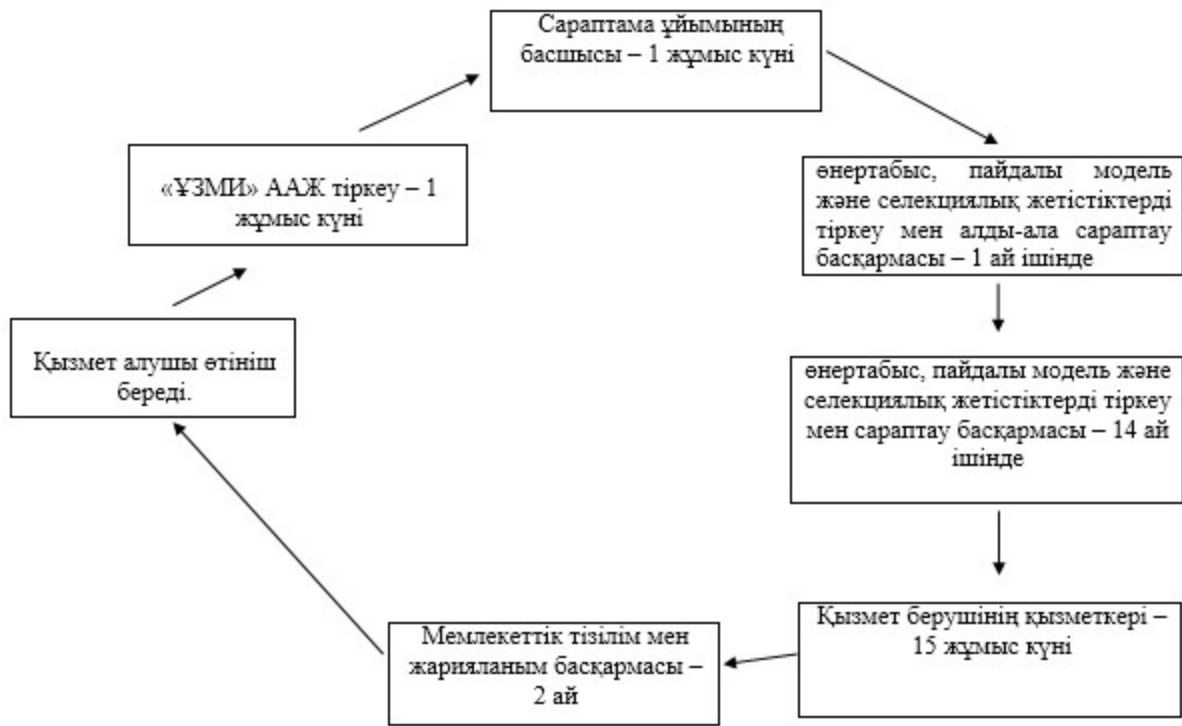 Сараптама ұйымының
басшысы – 1 жұмыс күні
«ҰЗМИ» ААЖ тіркеу – 1
жұмыс күні
өнертабыс, пайдалы модель
және селекциялық жетістіктерді
тіркеу мен алды-ала сараптау
басқармасы – 1 ай ішінде
Қызмет алушы өтініш
береді.
өнертабыс, пайдалы модель және
селекциялық жетістіктерді тіркеу
мен сараптау басқармасы – 14 ай
ішінде
Қызмет берушінің қызметкері –
15 жұмыс күні
Мемлекеттік тізілім мен
жарияланым басқармасы –
2 ай